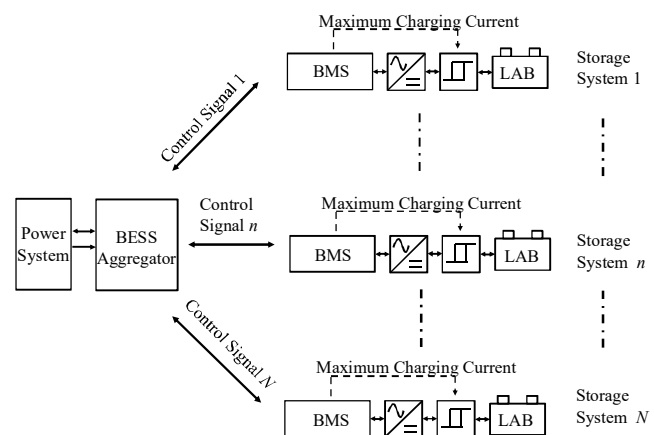 Maximum Charging Current
BMS
LAB
Storage
System 1
Control Signal 1
Power
System
BESS
Aggregator
Control
Signal n
Maximum Charging Current
BMS
LAB
Storage
System n
Control Signal N
Maximum Charging Current
BMS
LAB
Storage
System N